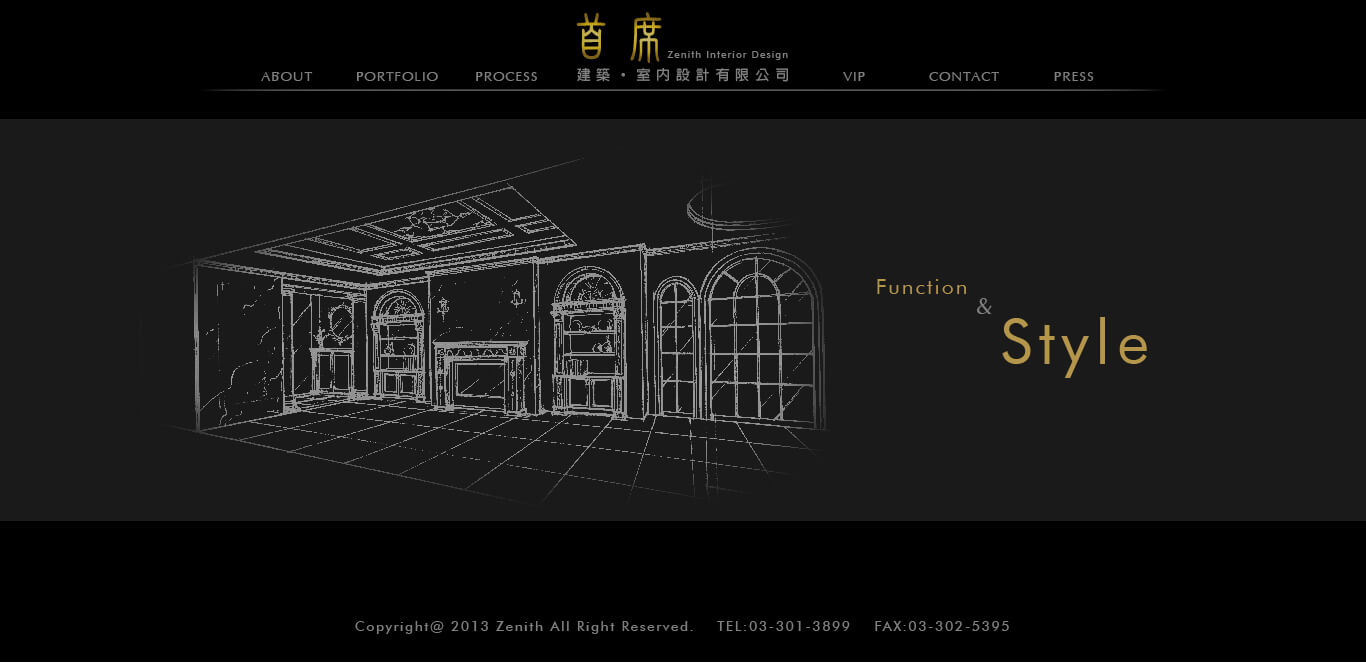 首席
Zenith Interior Design
建築・室內設計有限公司
ABOUT PORTFOLIO PROCESS VIP CONTACT PRESS
Function
&
Style
Copyright@ 2013 Zenith All Right Reserved. TEL:03-301-3899 FAX:03-302-5395